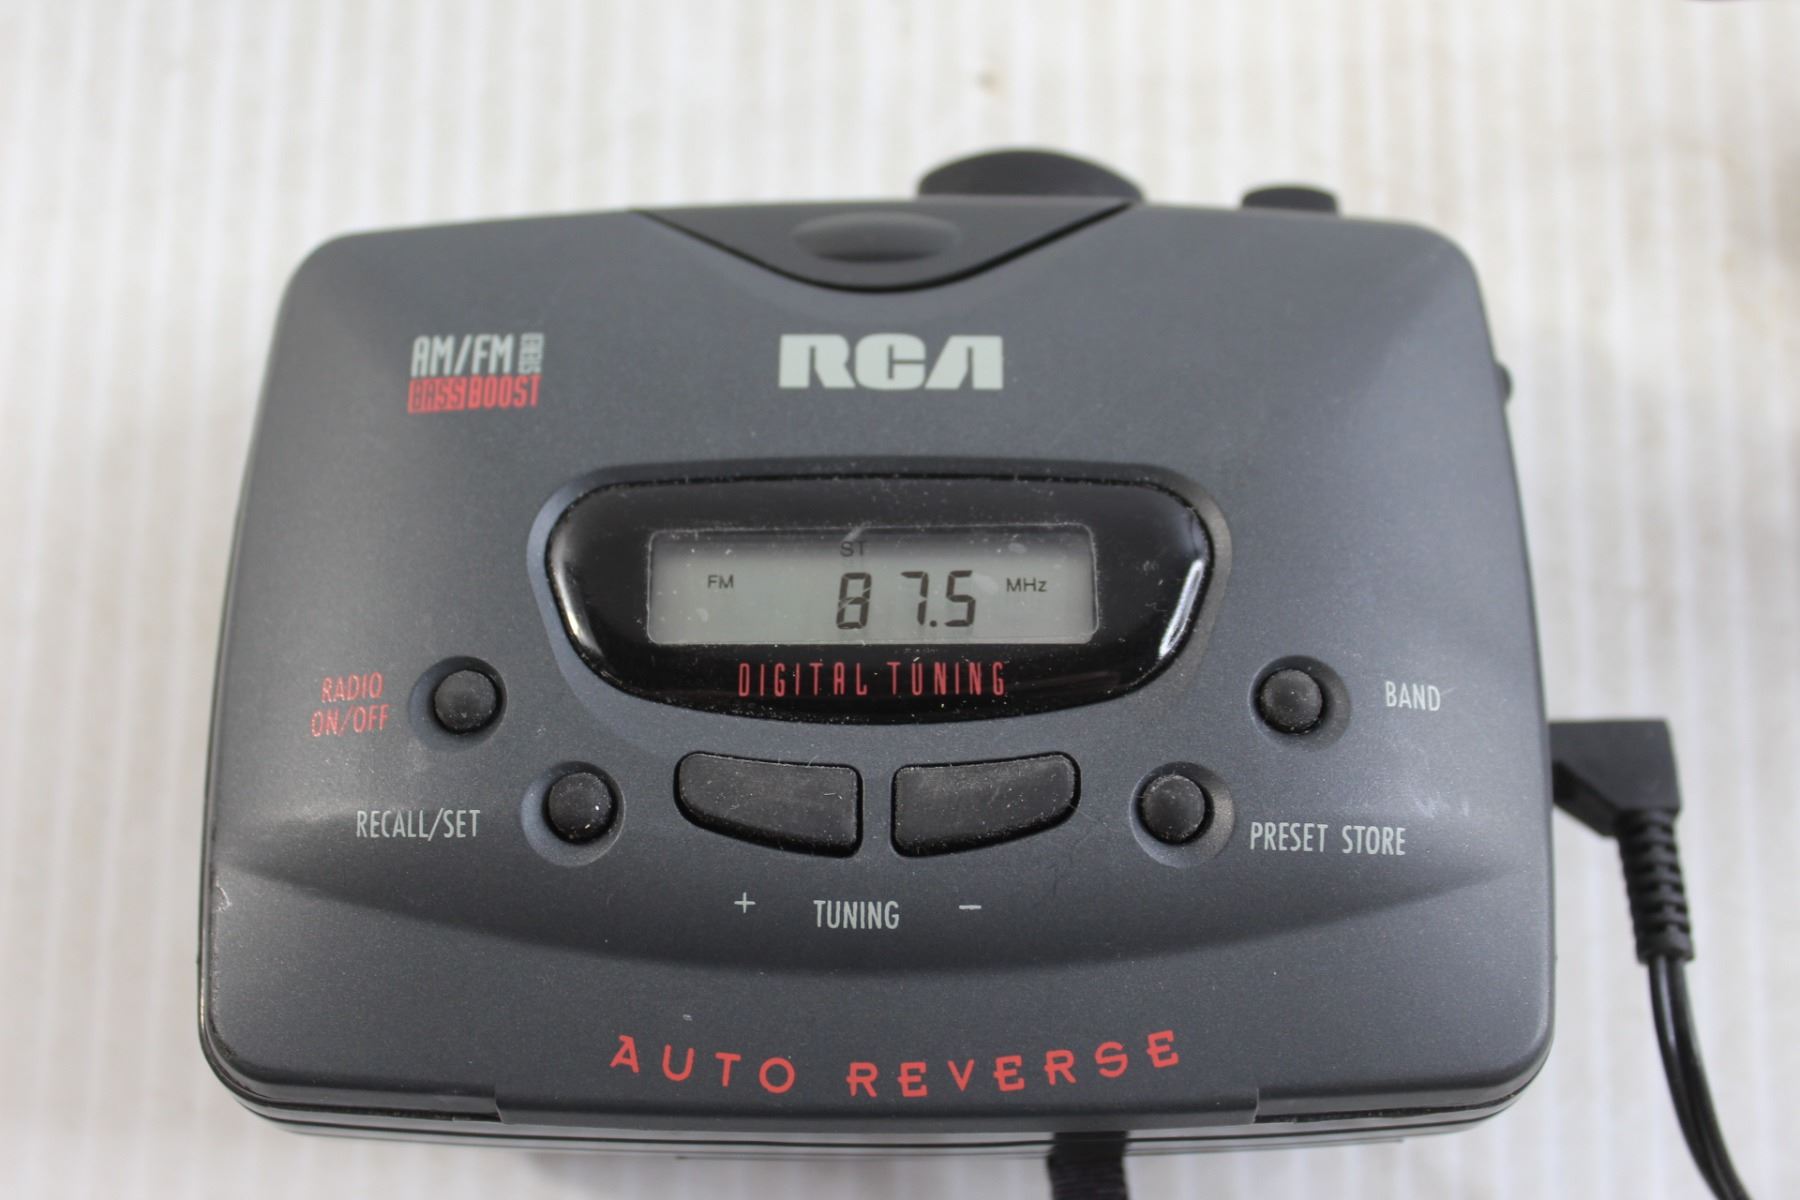 AM/FM STEREO
BASS BOOST
RCA
ST
FM 87.5 MHz
DIGITAL TUNING
RADIO
ON/OFF
BAND
RECALL/SET
PRESET STORE
+ TUNING −
AUTO REVERSE